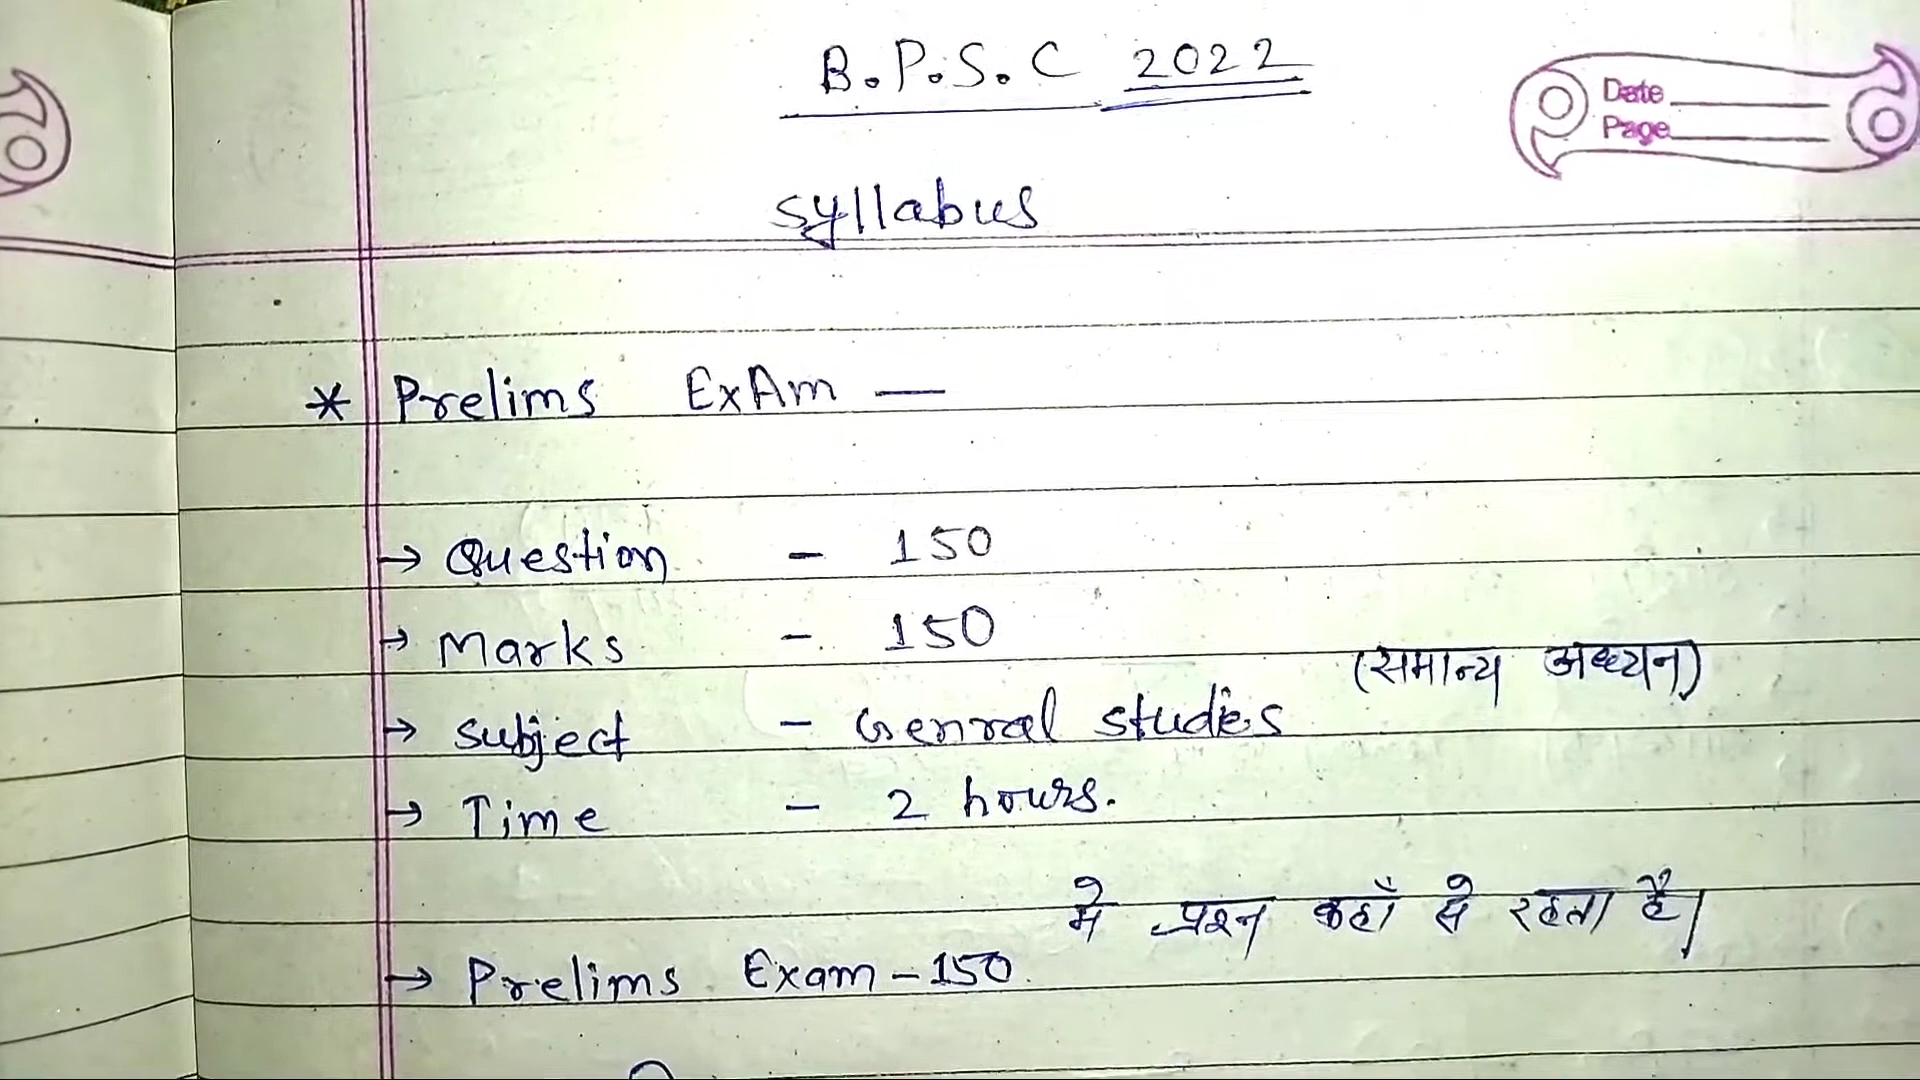 B.P.S.C 2022
Date
Page
Syllabus
* Prelims ExAm —
→ Question - 150
→ Marks - 150
(समान्य अध्यन)
→ Subject - Genral studies
→ Time - 2 hours.
मे प्रश्न कहाँ से रहता है।
→ Prelims Exam - 150